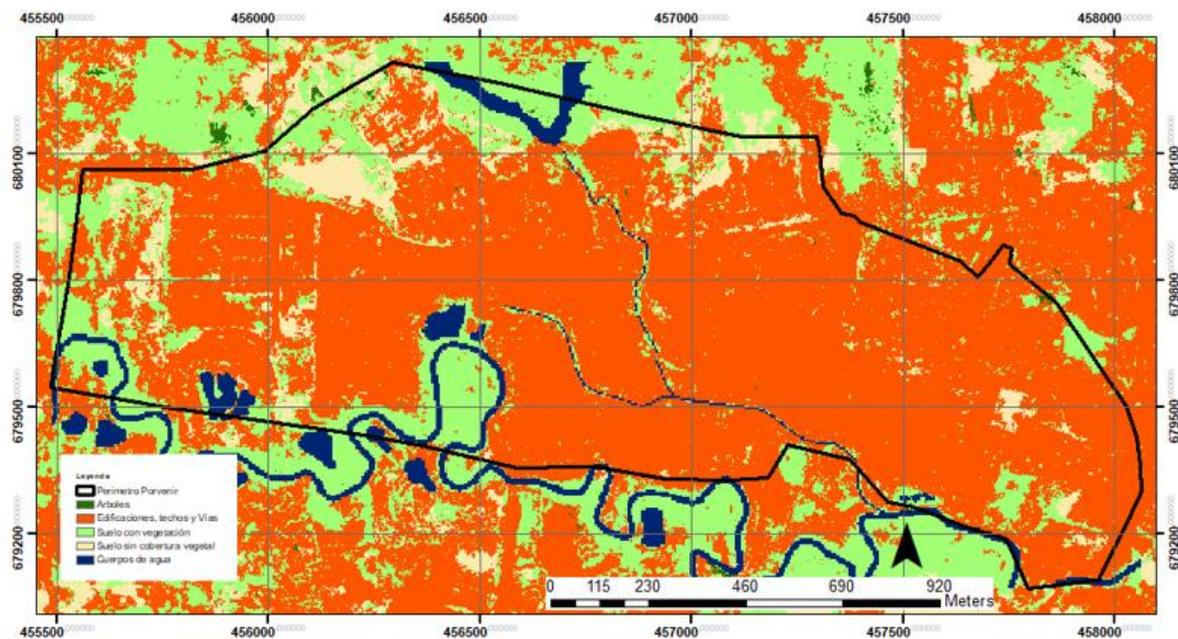 455500 456000 456500 457000 457500 458000
680100 680100
679800 679800
679500 679500
679200 679200
Leyenda
Perimetro Porvenir
Arboles
Edificaciones, techos y Vias
Suelo con vegetación
Suelo sin cobertura vegetal
Cuerpos de agua
0 115 230 460 690 920
Meters
455500 456000 456500 457000 457500 458000